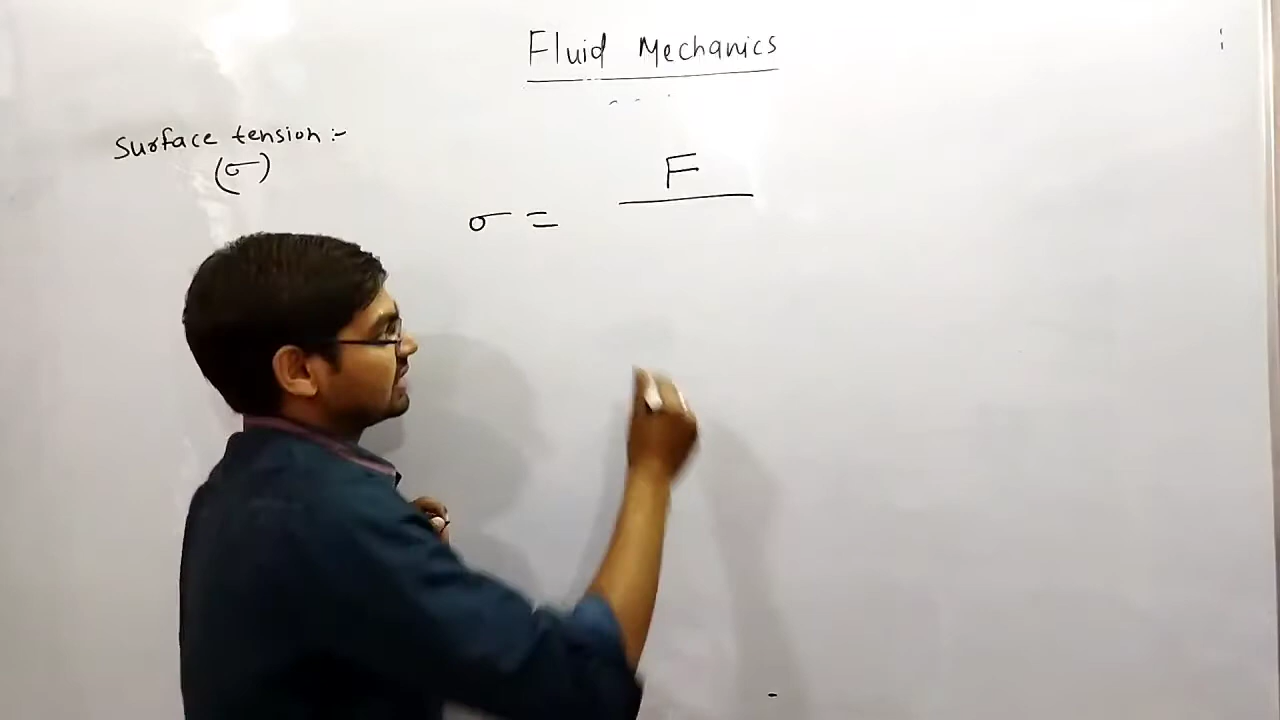 Fluid Mechanics
Surface tension :-
(σ)
F
σ =